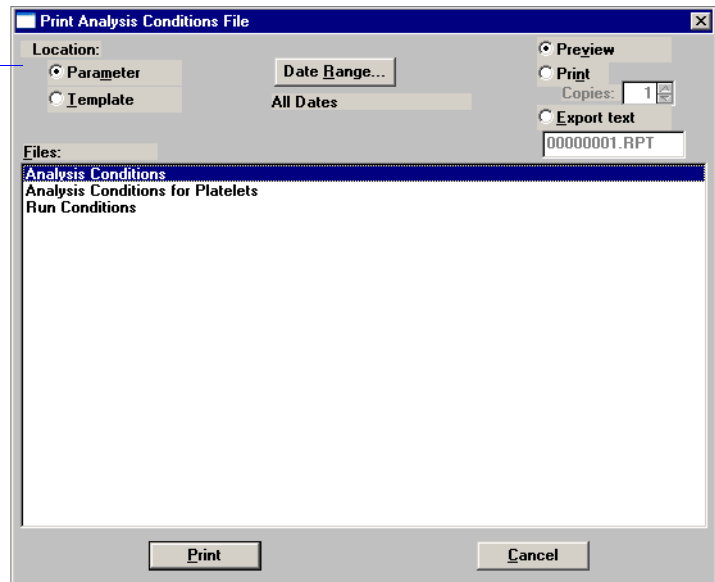 Print Analysis Conditions File
Location:
Parameter
Template
Date Range...
All Dates
Preview
Print
Copies: 1
Export text
00000001.RPT
Files:
Analysis Conditions
Analysis Conditions for Platelets
Run Conditions
Print
Cancel